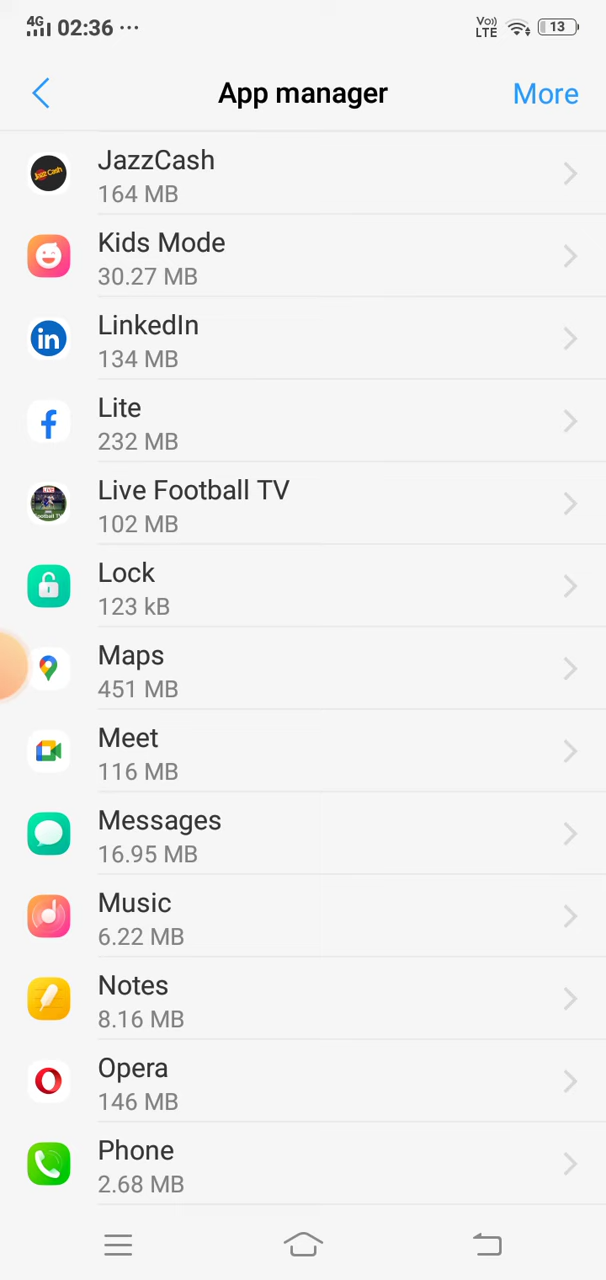 4G 02:36 ... Vo)) LTE 13
App manager More
JazzCash
164 MB
Kids Mode
30.27 MB
LinkedIn
134 MB
Lite
232 MB
Live Football TV
102 MB
Lock
123 kB
Maps
451 MB
Meet
116 MB
Messages
16.95 MB
Music
6.22 MB
Notes
8.16 MB
Opera
146 MB
Phone
2.68 MB